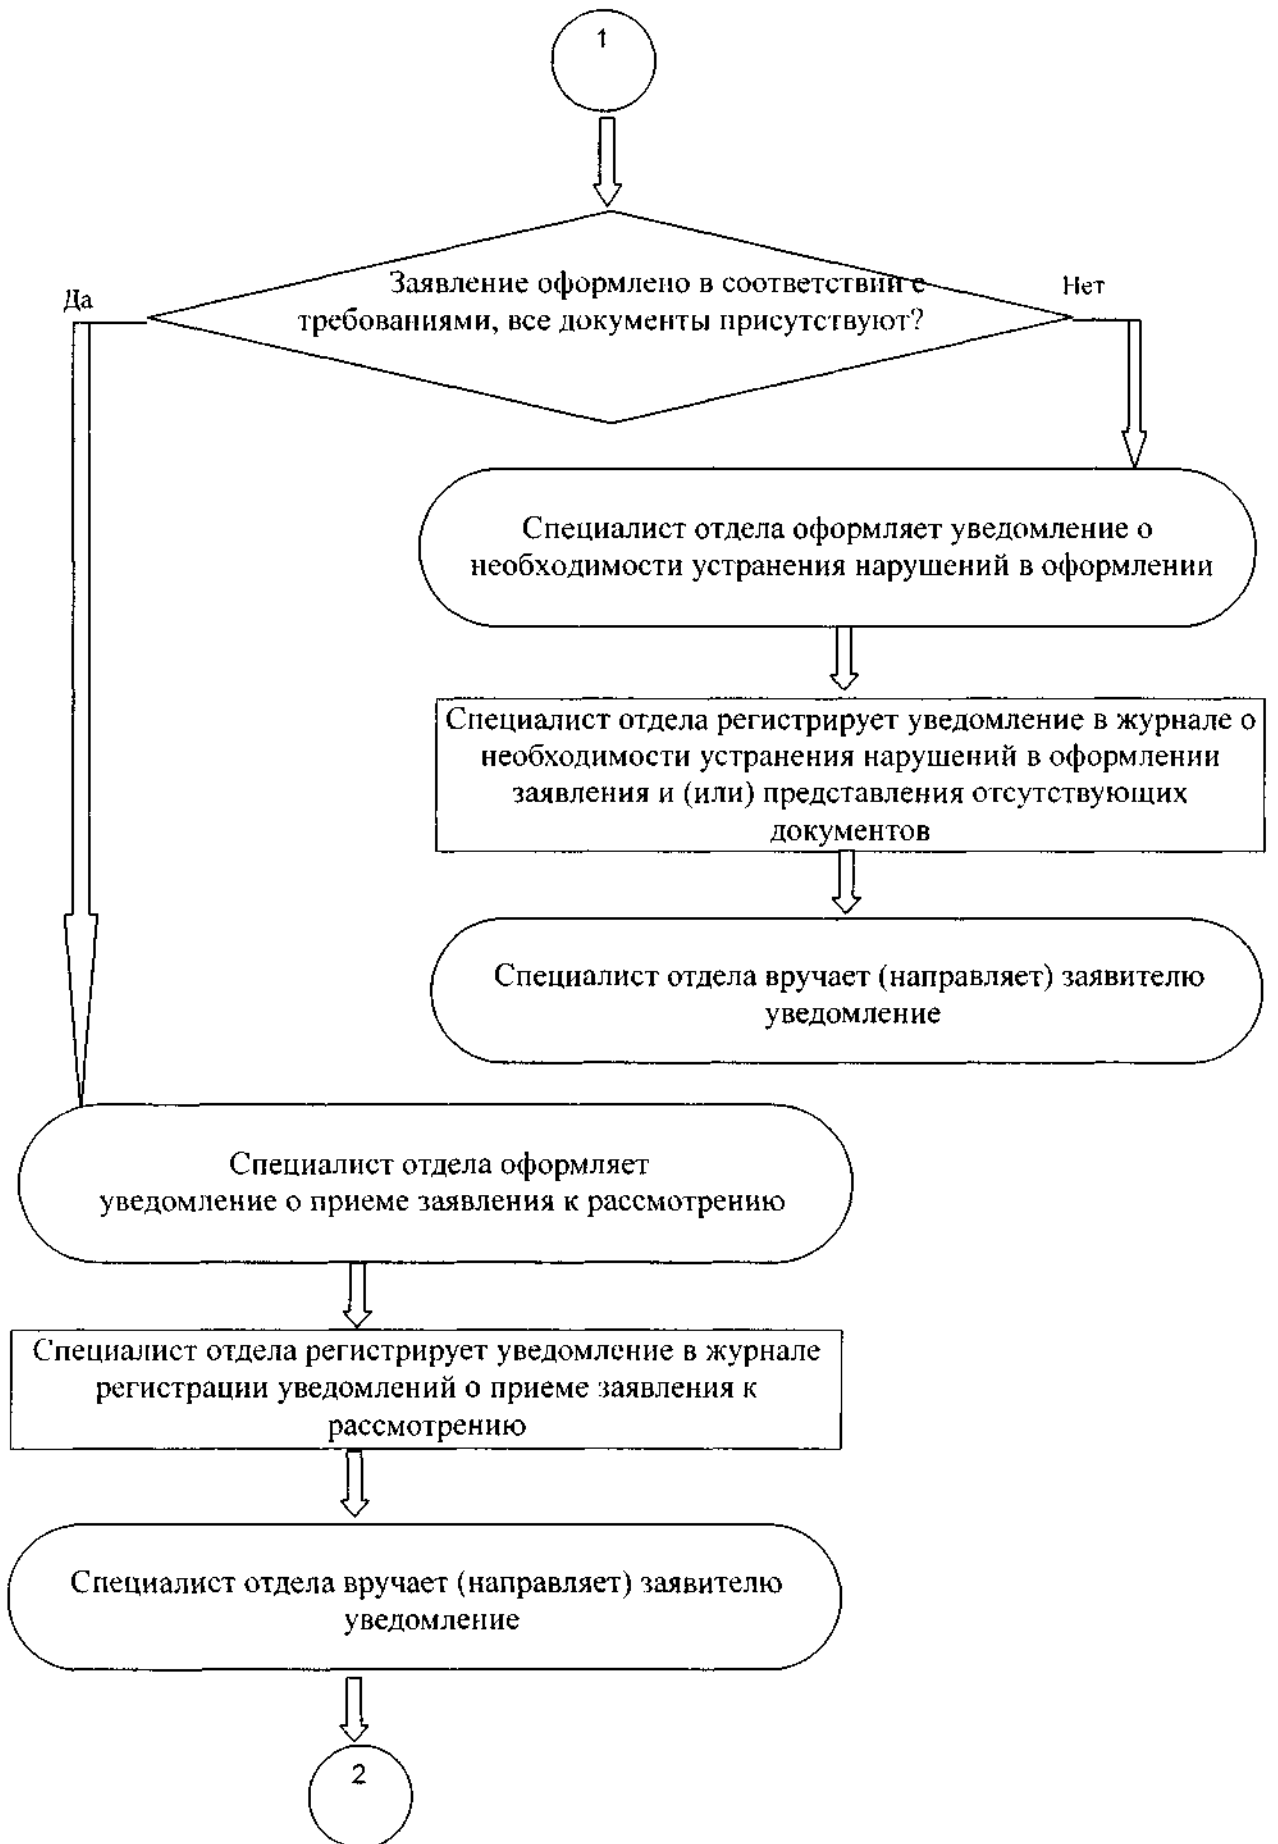 1
Да
Заявление оформлено в соответствии с
требованиями, все документы присутствуют?
Нет
Специалист отдела оформляет уведомление о
необходимости устранения нарушений в оформлении
Специалист отдела регистрирует уведомление в журнале о
необходимости устранения нарушений в оформлении
заявления и (или) представления отсутствующих
документов
Специалист отдела вручает (направляет) заявителю
уведомление
Специалист отдела оформляет
уведомление о приеме заявления к рассмотрению
Специалист отдела регистрирует уведомление в журнале
регистрации уведомлений о приеме заявления к
рассмотрению
Специалист отдела вручает (направляет) заявителю
уведомление
2